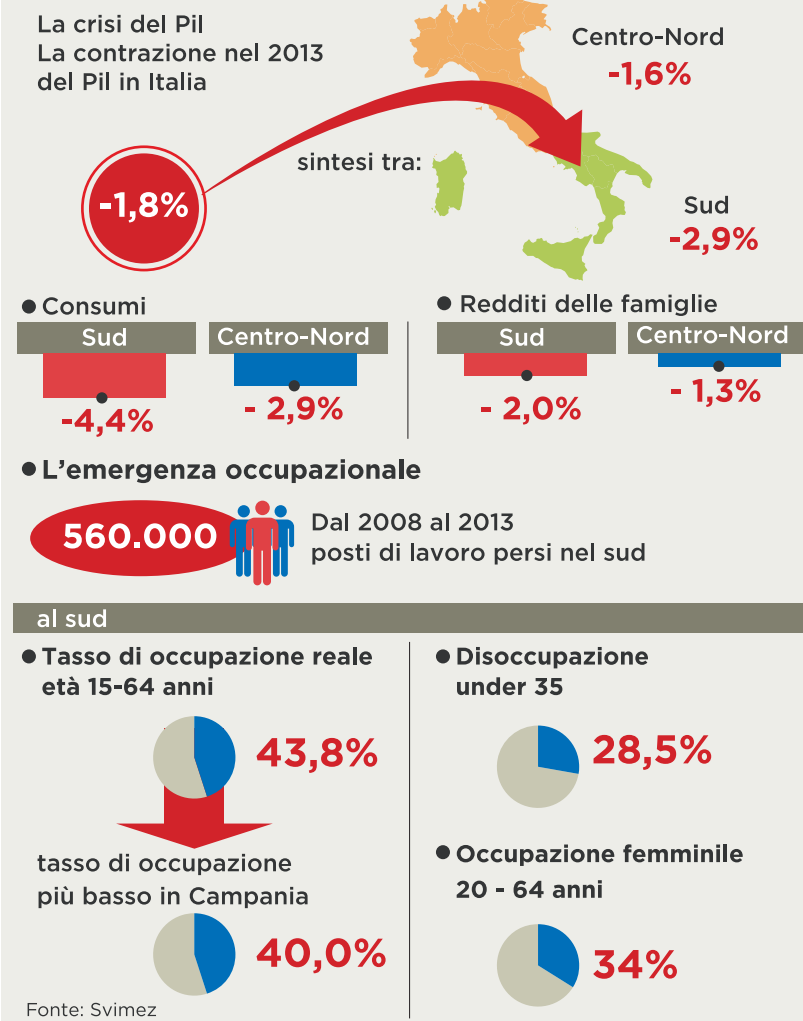 La crisi del Pil
La contrazione nel 2013
del Pil in Italia
Centro-Nord
-1,6%
sintesi tra:
-1,8%
Sud
-2,9%
Consumi
Sud
Centro-Nord
-4,4%
- 2,9%
Redditi delle famiglie
Sud
Centro-Nord
- 2,0%
- 1,3%
L'emergenza occupazionale
560.000
Dal 2008 al 2013
posti di lavoro persi nel sud
al sud
Tasso di occupazione reale
età 15-64 anni
43,8%
tasso di occupazione
più basso in Campania
40,0%
Disoccupazione
under 35
28,5%
Occupazione femminile
20 - 64 anni
34%
Fonte: Svimez